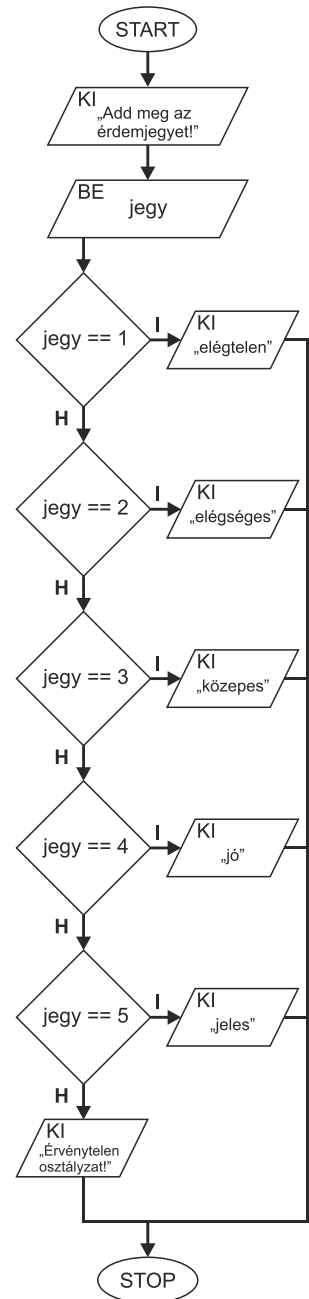 START
KI
„Add meg az
érdemjegyet!”
BE
jegy
jegy == 1
I
KI
„elégtelen”
H
jegy == 2
I
KI
„elégséges”
H
jegy == 3
I
KI
„közepes”
H
jegy == 4
I
KI
„jó”
H
jegy == 5
I
KI
„jeles”
H
KI
„Érvénytelen
osztályzat!”
STOP